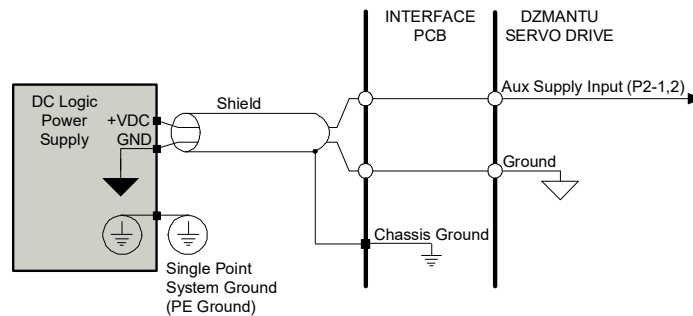 INTERFACE
PCB
DZMANTU
SERVO DRIVE
DC Logic
Power
Supply
+VDC
GND
Shield
Aux Supply Input (P2-1,2)
Ground
Chassis Ground
Single Point
System Ground
(PE Ground)